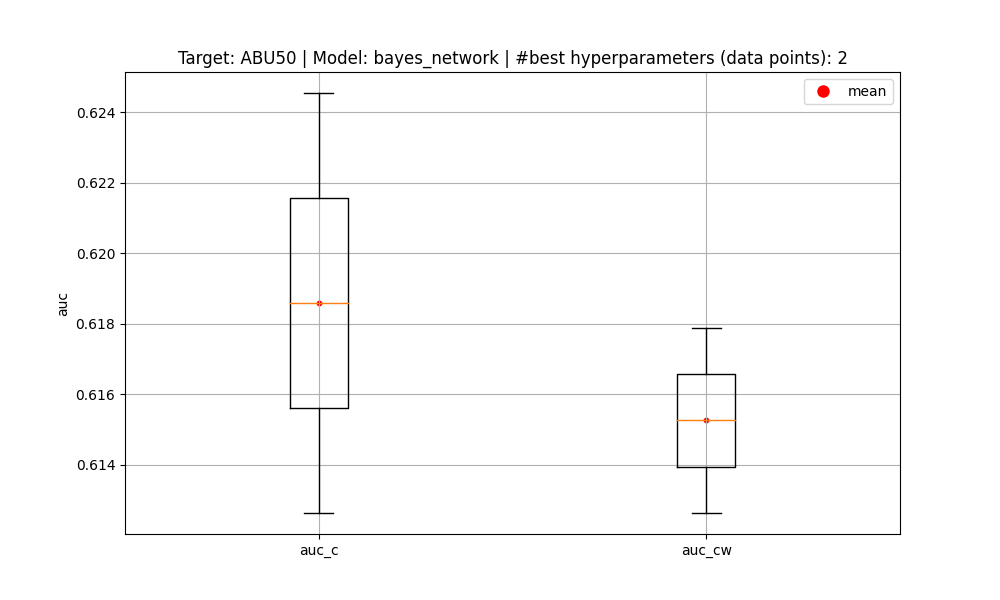 Target: ABU50 | Model: bayes_network | #best hyperparameters (data points): 2
mean
0.624
0.622
0.620
0.618
0.616
0.614
auc
auc_c
auc_cw